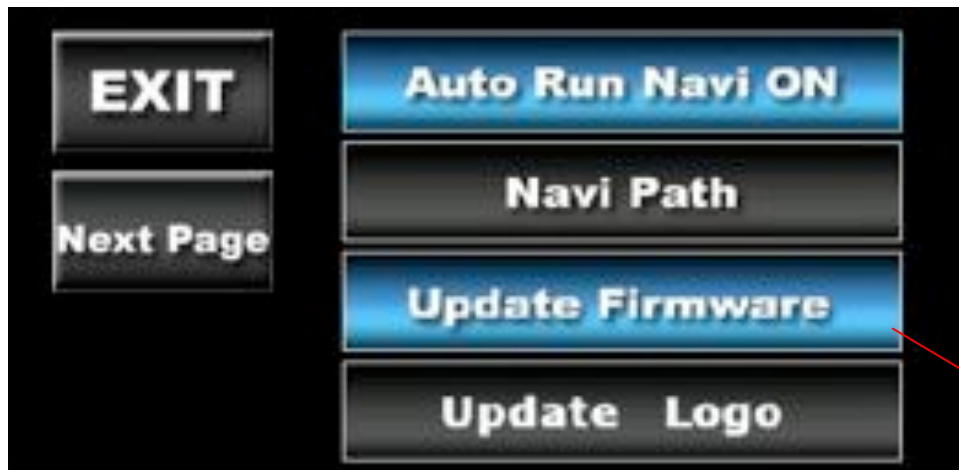 EXIT
Next Page
Auto Run Navi ON
Navi Path
Update Firmware
Update Logo